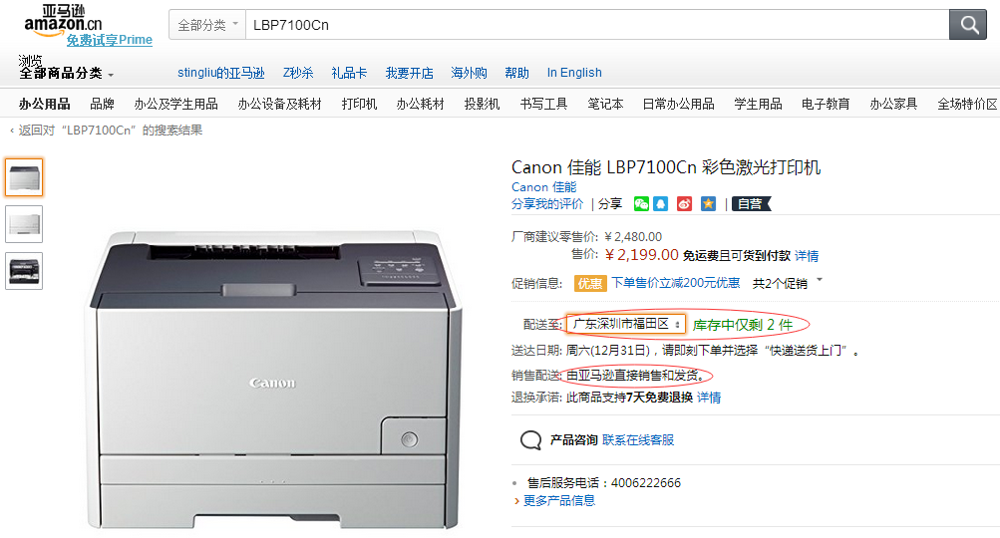 亚马逊
amazon.cn
免费试享Prime
全部分类
LBP7100Cn
浏览
全部商品分类
stingliu的亚马逊 Z秒杀 礼品卡 我要开店 海外购 帮助 In English
办公用品 品牌 办公及学生用品 办公设备及耗材 打印机 办公耗材 投影机 书写工具 笔记本 日常办公用品 学生用品 电子教育 办公家具 全场特价区
‹ 返回对“LBP7100Cn”的搜索结果
Canon 佳能 LBP7100Cn 彩色激光打印机
Canon 佳能
分享我的评价 | 分享 | 自营
厂商建议零售价: ￥2,480.00
售价: ￥2,199.00 免运费且可货到付款 详情
促销信息: 优惠 下单售价立减200元优惠 共2个促销
配送至: 广东深圳市福田区 库存中仅剩 2 件
送达日期: 周六(12月31日)，请即刻下单并选择“快递送货上门”。
销售配送: 由亚马逊直接销售和发货。
退换承诺: 此商品支持7天免费退换 详情
Canon
产品咨询 联系在线客服
售后服务电话：4006222666
› 更多产品信息